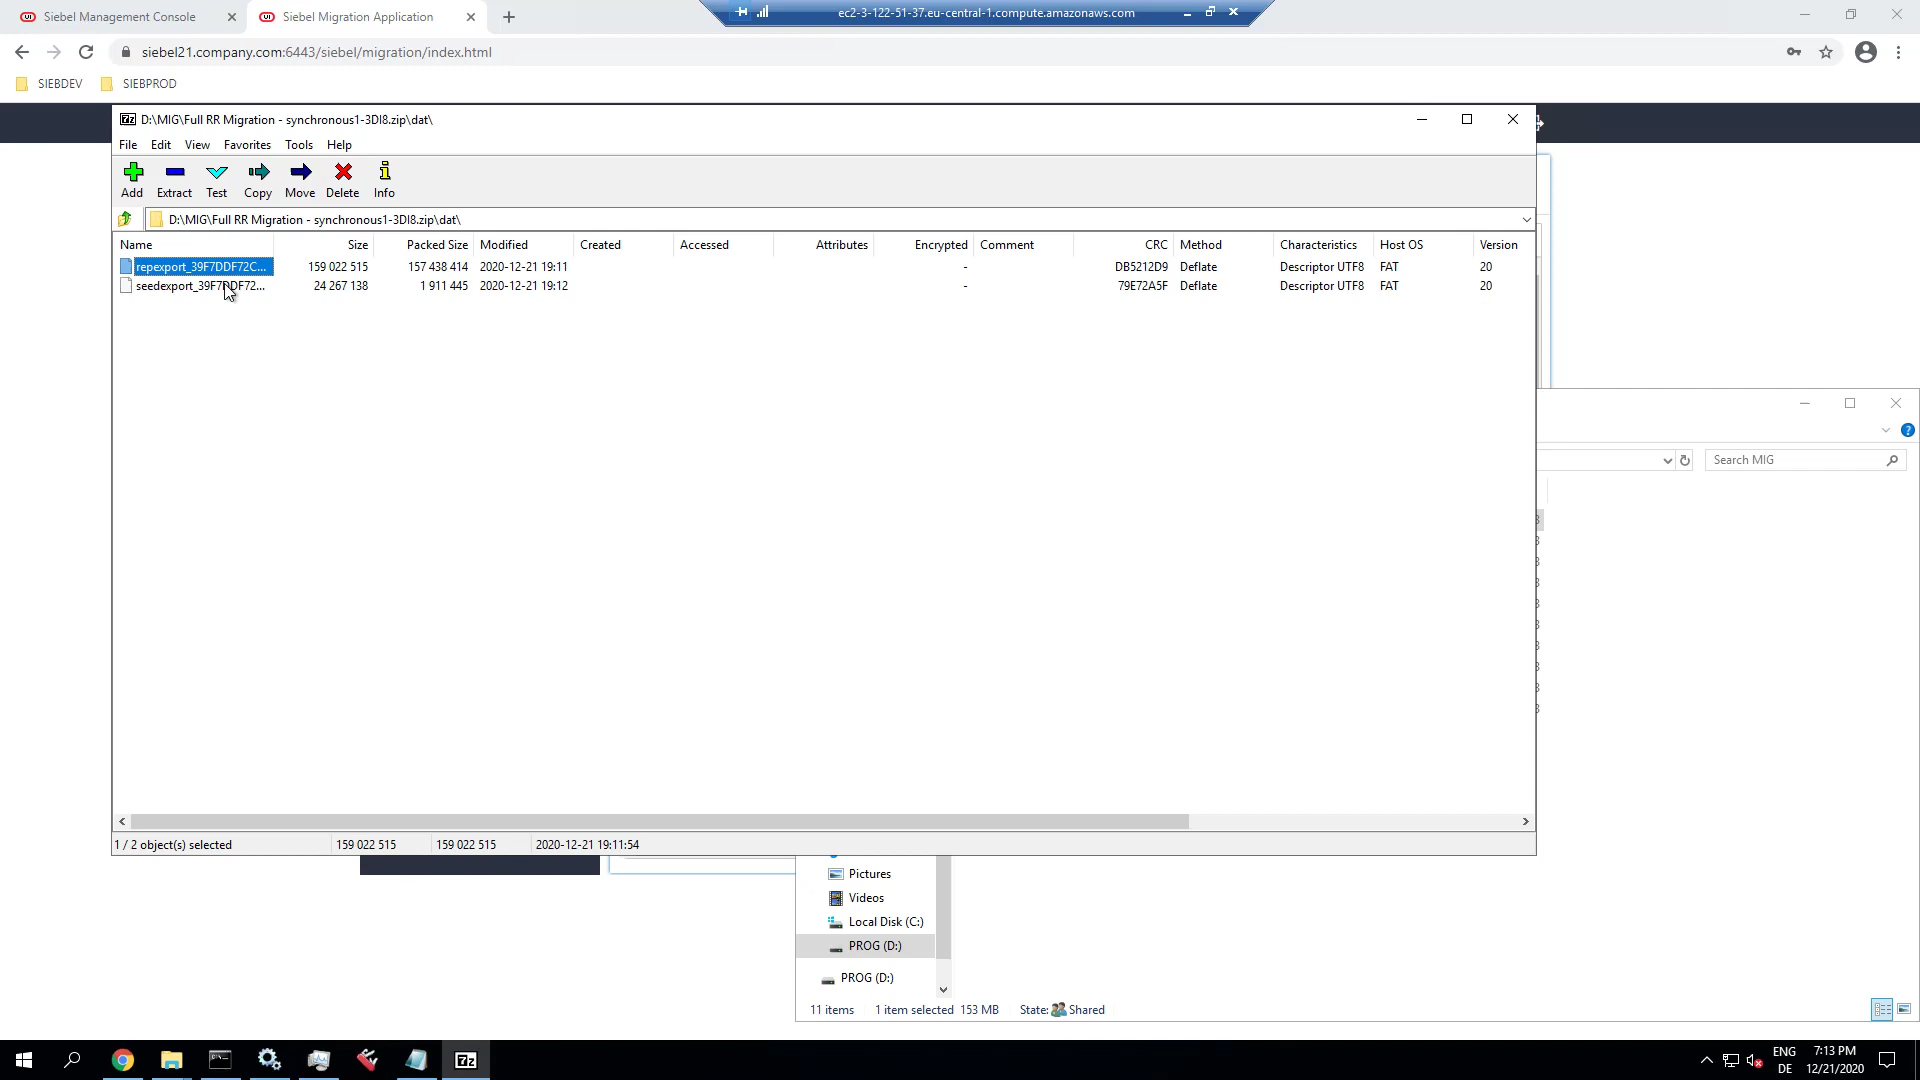 Siebel Management Console
Siebel Migration Application
ec2-3-122-51-37.eu-central-1.compute.amazonaws.com
siebel21.company.com:6443/siebel/migration/index.html
SIEBDEV SIEBPROD
D:\MIG\Full RR Migration - synchronous1-3DI8.zip\dat\
File Edit View Favorites Tools Help
Add Extract Test Copy Move Delete Info
D:\MIG\Full RR Migration - synchronous1-3DI8.zip\dat\
Name Size Packed Size Modified Created Accessed Attributes Encrypted Comment CRC Method Characteristics Host OS Version
repexport_39F7DDF72C... 159 022 515 157 438 414 2020-12-21 19:11 - DB5212D9 Deflate Descriptor UTF8 FAT 20
seedexport_39F7DDF72... 24 267 138 1 911 445 2020-12-21 19:12 - 79E72A5F Deflate Descriptor UTF8 FAT 20
Search MIG
1 / 2 object(s) selected 159 022 515 159 022 515 2020-12-21 19:11:54
Pictures
Videos
Local Disk (C:)
PROG (D:)
PROG (D:)
11 items 1 item selected 153 MB State: Shared
7z
ENG
DE
7:13 PM
12/21/2020